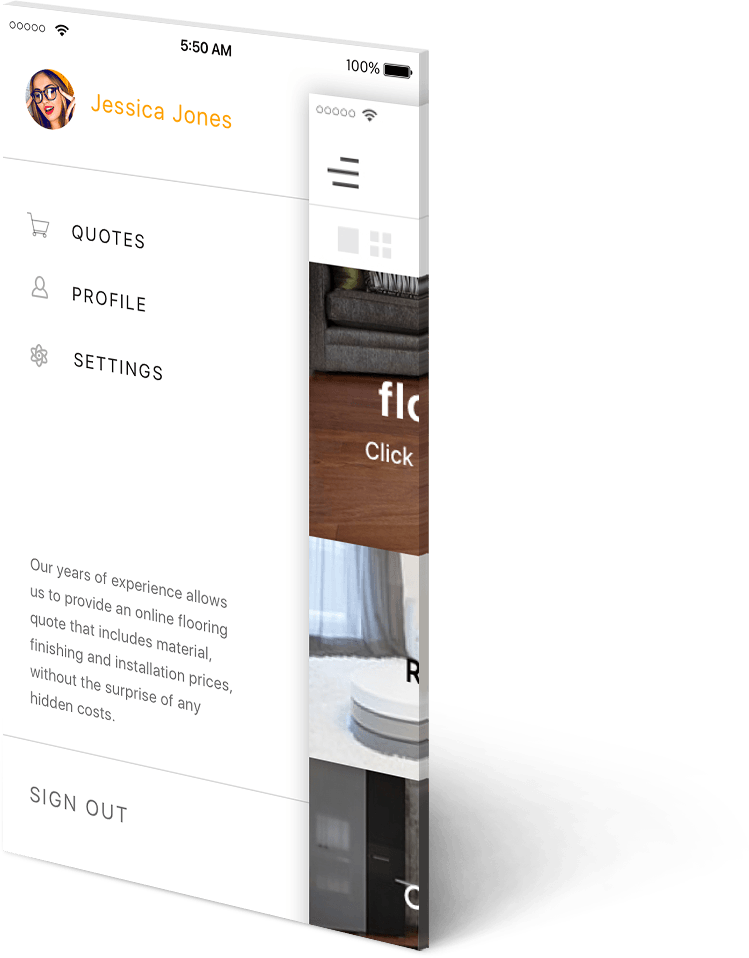 5:50 AM
100%
Jessica Jones
QUOTES
PROFILE
SETTINGS
Click
Our years of experience allows
us to provide an online flooring
quote that includes material,
finishing and installation prices,
without the surprise of any
hidden costs.
SIGN OUT